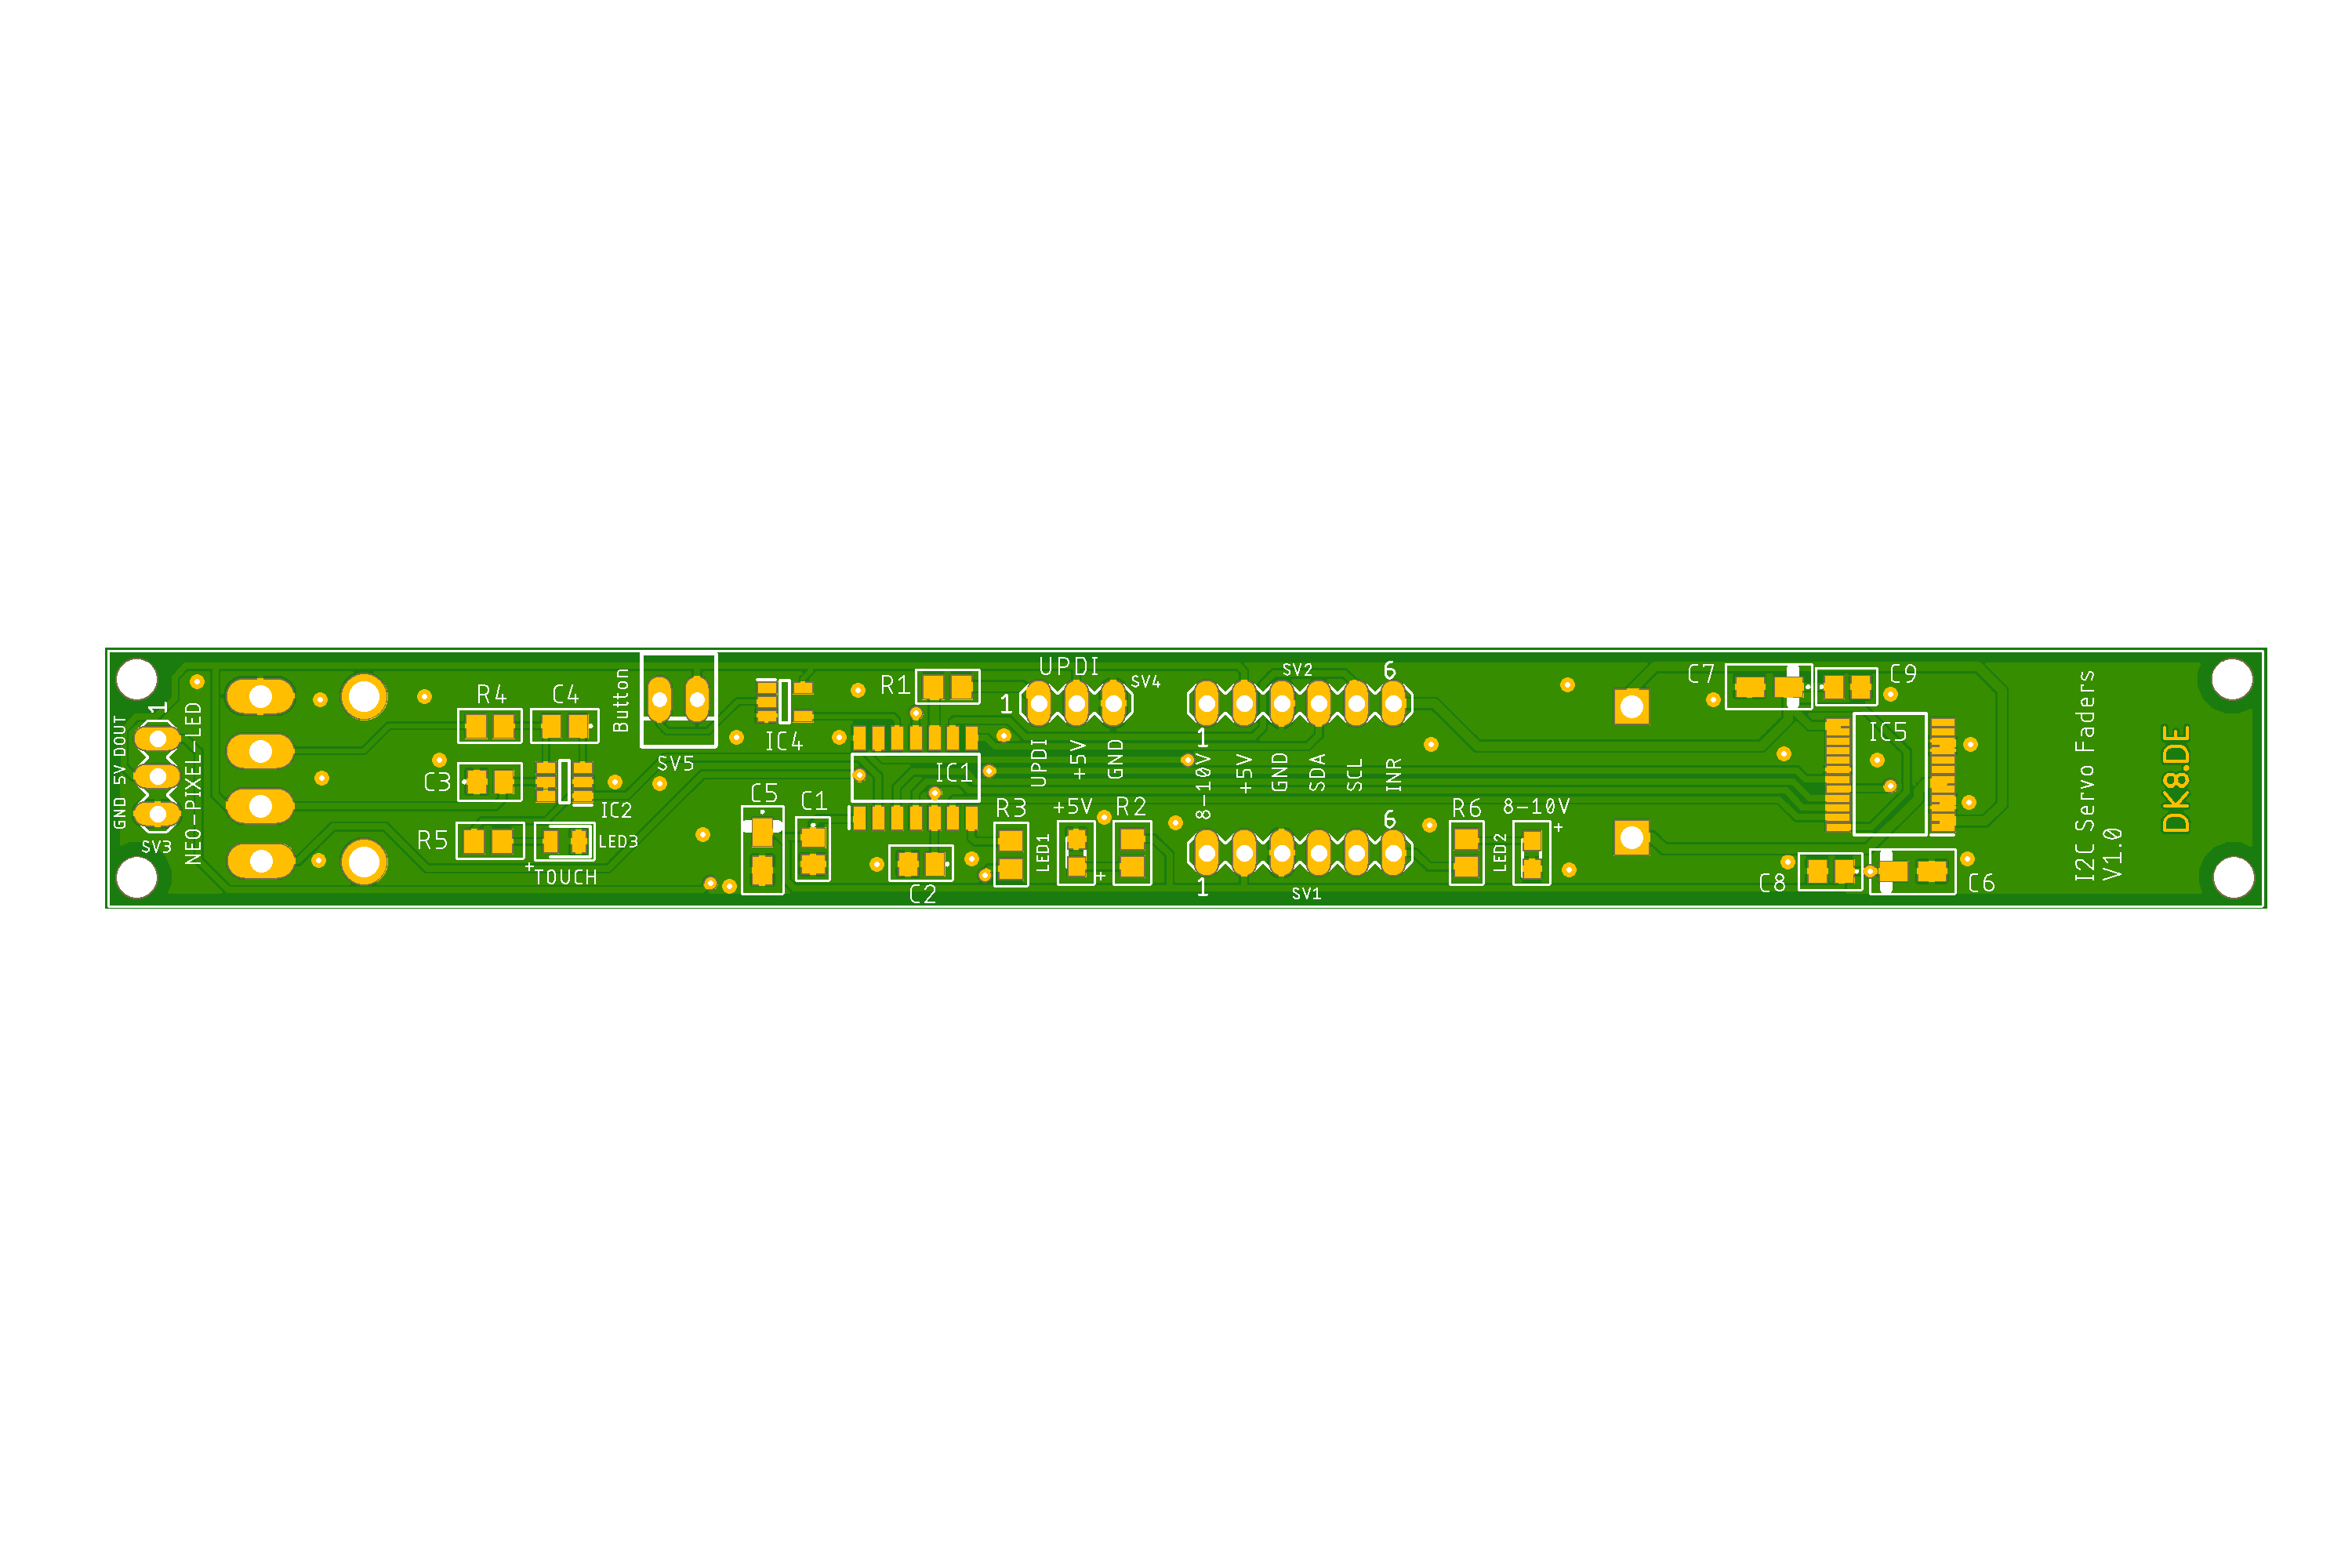 GND 5V DOUT
1
SV3
NEO-PIXEL-LED
R4
C4
C3
IC2
R5
LED3
+
TOUCH
Button
SV5
IC4
C5
C1
R1
IC1
C2
UPDI
SV4
1
UPDI
+5V
GND
R3
LED1
+5V
+
R2
SV2
6
1
8-10V
+5V
GND
SDA
SCL
INR
6
1
SV1
R6
LED2
8-10V
+
C7
C9
IC5
C8
C6
I2C Servo Faders
V1.0
DK8.DE